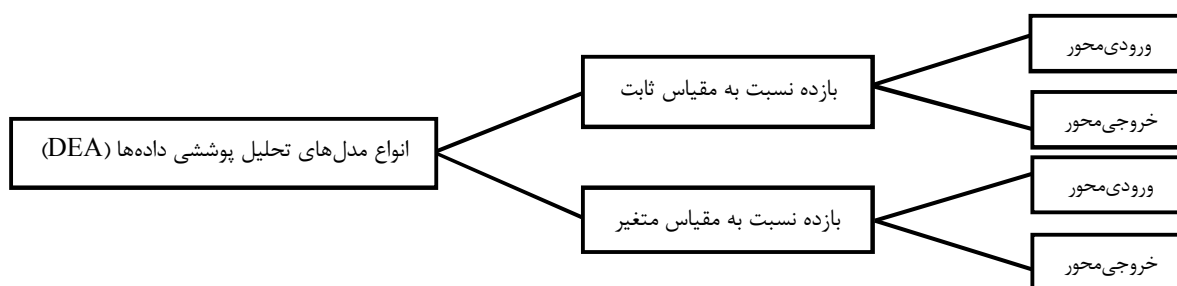 انواع مدل‌های تحلیل پوششی داده‌ها (DEA)
بازده نسبت به مقیاس ثابت
ورودی‌محور
خروجی‌محور
بازده نسبت به مقیاس متغیر
ورودی‌محور
خروجی‌محور